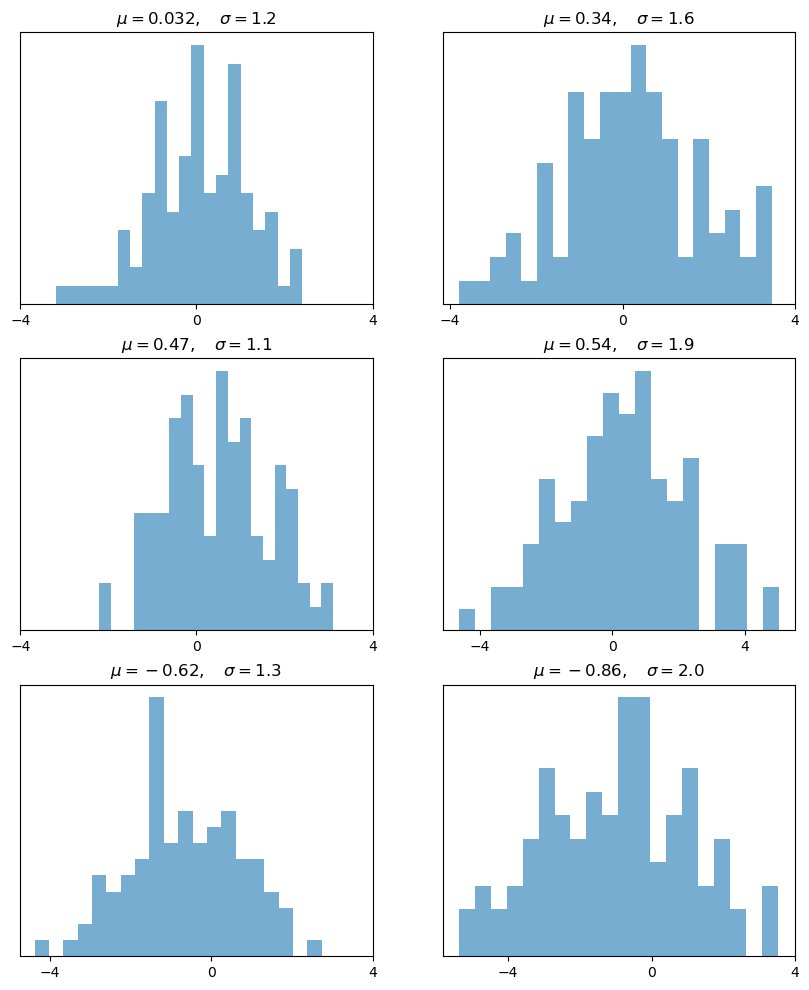 μ = 0.032, σ = 1.2
μ = 0.34, σ = 1.6
−4 0 4
−4 0 4
μ = 0.47, σ = 1.1
μ = 0.54, σ = 1.9
−4 0 4
−4 0 4
μ = −0.62, σ = 1.3
μ = −0.86, σ = 2.0
−4 0 4
−4 0 4